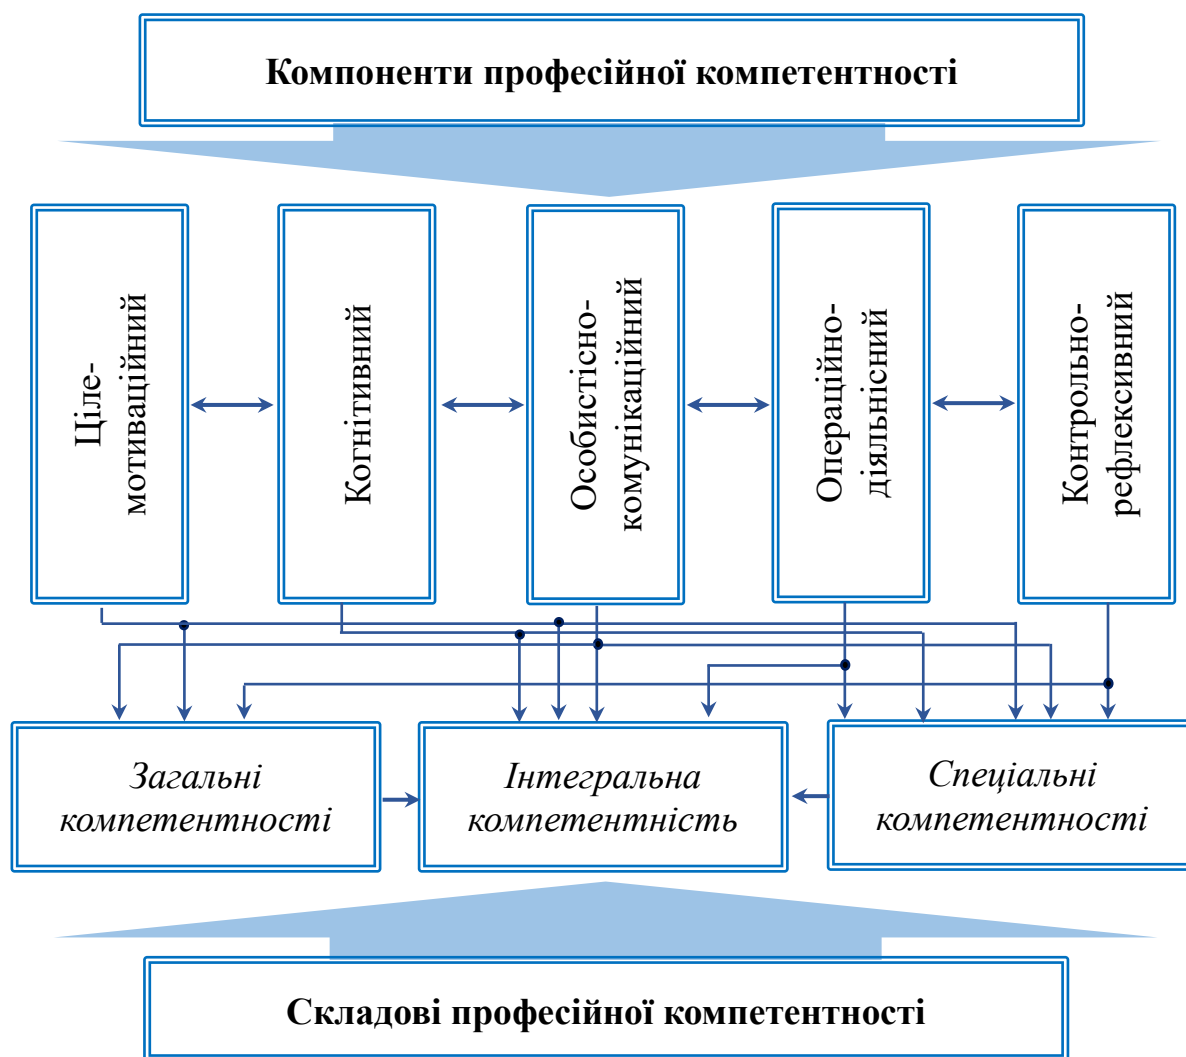 Компоненти професійної компетентності
Ціле-
мотиваційний
Когнітивний
Особистісно-
комунікаційний
Операційно-
діяльнісний
Контрольно-
рефлексивний
Загальні
компетентності
Інтегральна
компетентність
Спеціальні
компетентності
Складові професійної компетентності